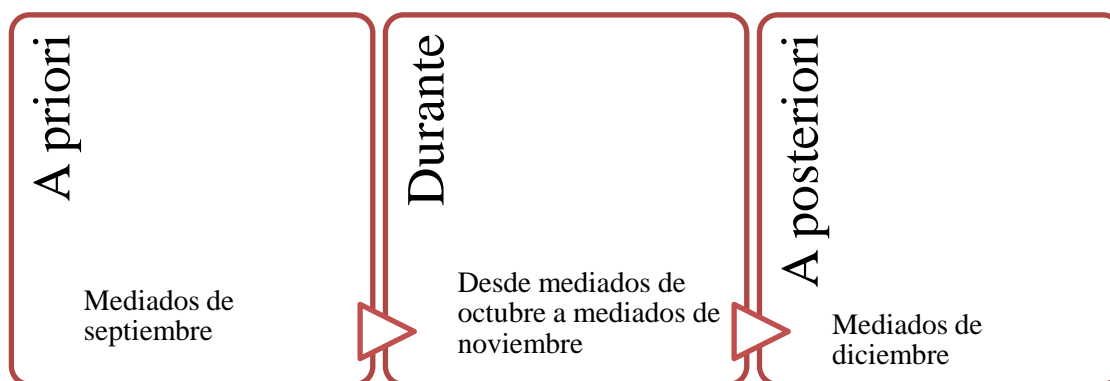 A priori
Mediados de
septiembre
Durante
Desde mediados de
octubre a mediados de
noviembre
A posteriori
Mediados de
diciembre